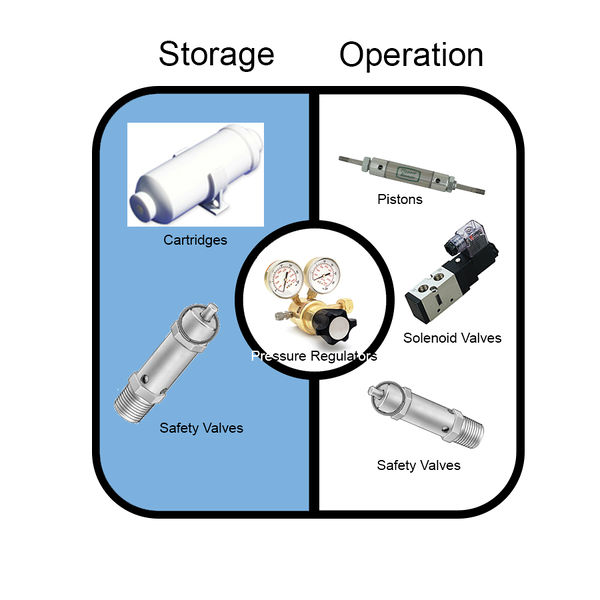 Storage
Operation
Cartridges
Pistons
Solenoid Valves
Pressure Regulators
Safety Valves
Safety Valves